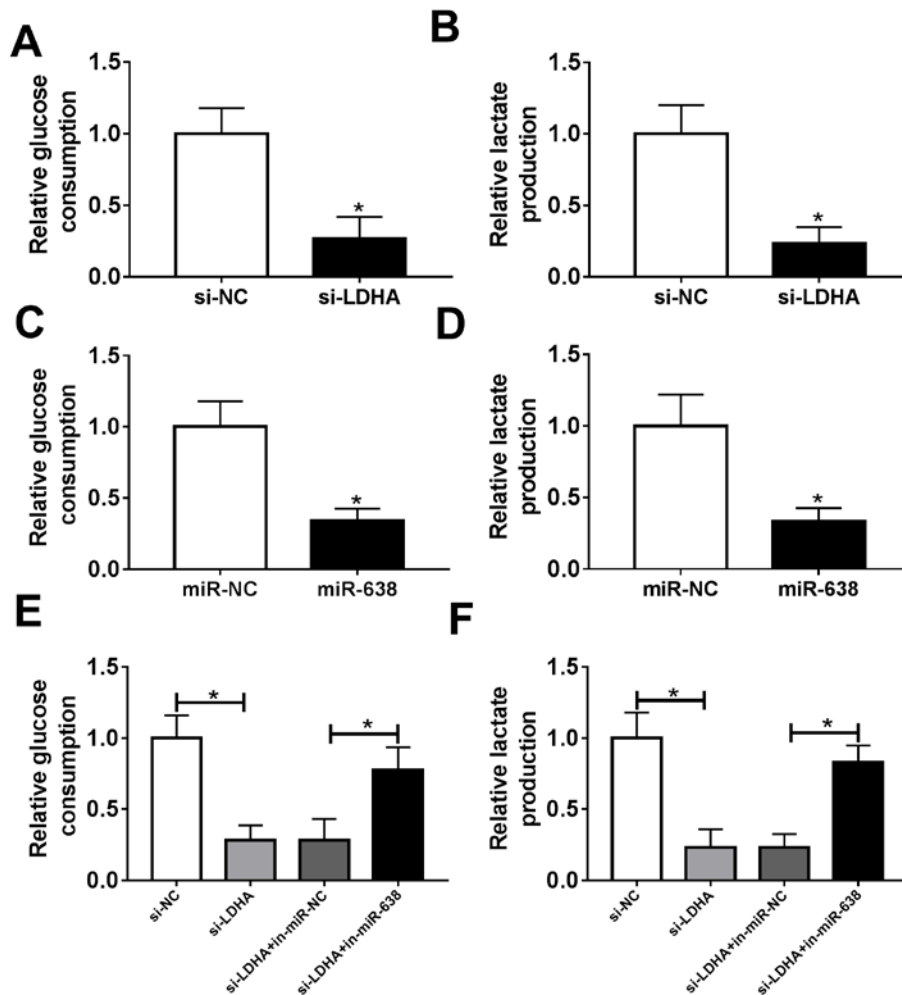 A
Relative glucose
consumption
1.5
1.0
0.5
0.0
*
si-NC
si-LDHA
B
Relative lactate
production
1.5
1.0
0.5
0.0
*
si-NC
si-LDHA
C
Relative glucose
consumption
1.5
1.0
0.5
0.0
*
miR-NC
miR-638
D
Relative lactate
production
1.5
1.0
0.5
0.0
*
miR-NC
miR-638
E
Relative glucose
consumption
1.5
1.0
0.5
0.0
*
*
si-NC
si-LDHA
si-LDHA+in-miR-NC
si-LDHA+in-miR-638
F
Relative lactate
production
1.5
1.0
0.5
0.0
*
*
si-NC
si-LDHA
si-LDHA+in-miR-NC
si-LDHA+in-miR-638